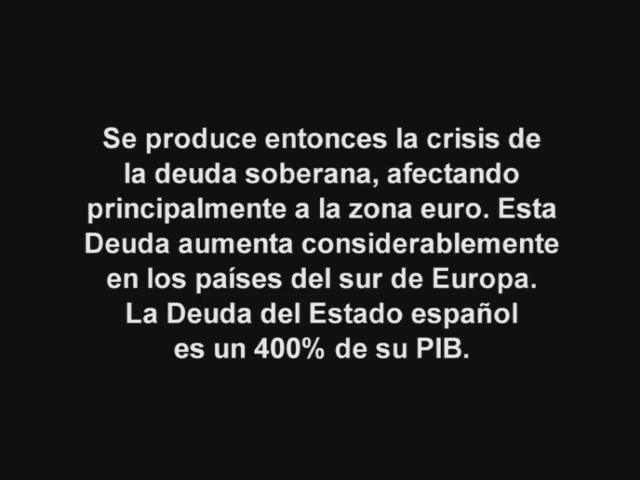 Se produce entonces la crisis de
la deuda soberana, afectando
principalmente a la zona euro. Esta
Deuda aumenta considerablemente
en los países del sur de Europa.
La Deuda del Estado español
es un 400% de su PIB.